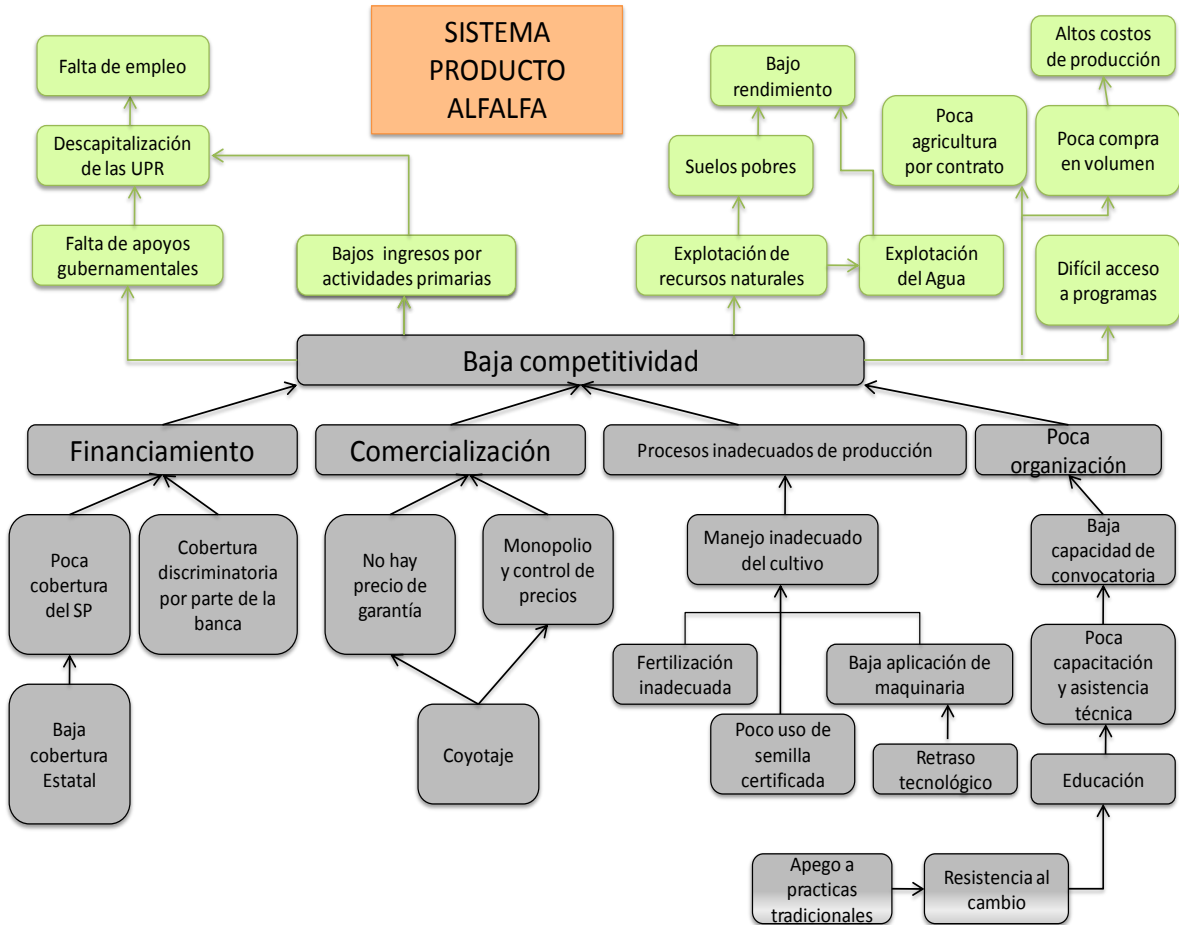 SISTEMA
PRODUCTO
ALFALFA
Falta de empleo
Descapitalización
de las UPR
Falta de apoyos
gubernamentales
Bajos ingresos por
actividades primarias
Bajo
rendimiento
Suelos pobres
Explotación de
recursos naturales
Explotación
del Agua
Poca
agricultura
por contrato
Altos costos
de producción
Poca compra
en volumen
Difícil acceso
a programas
Baja competitividad
Financiamiento
Comercialización
Procesos inadecuados de producción
Poca
organización
Poca
cobertura
del SP
Cobertura
discriminatoria
por parte de la
banca
No hay
precio de
garantía
Monopolio
y control de
precios
Manejo inadecuado
del cultivo
Baja
capacidad de
convocatoria
Baja
cobertura
Estatal
Coyotaje
Fertilización
inadecuada
Poco uso de
semilla
certificada
Baja aplicación de
maquinaria
Retraso
tecnológico
Poca
capacitación
y asistencia
técnica
Educación
Apego a
practicas
tradicionales
Resistencia al
cambio